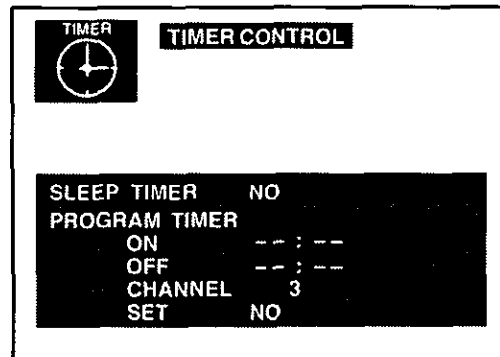 TIMER
TIMER CONTROL
SLEEP TIMER NO
PROGRAM TIMER
ON --:--
OFF --:--
CHANNEL 3
SET NO